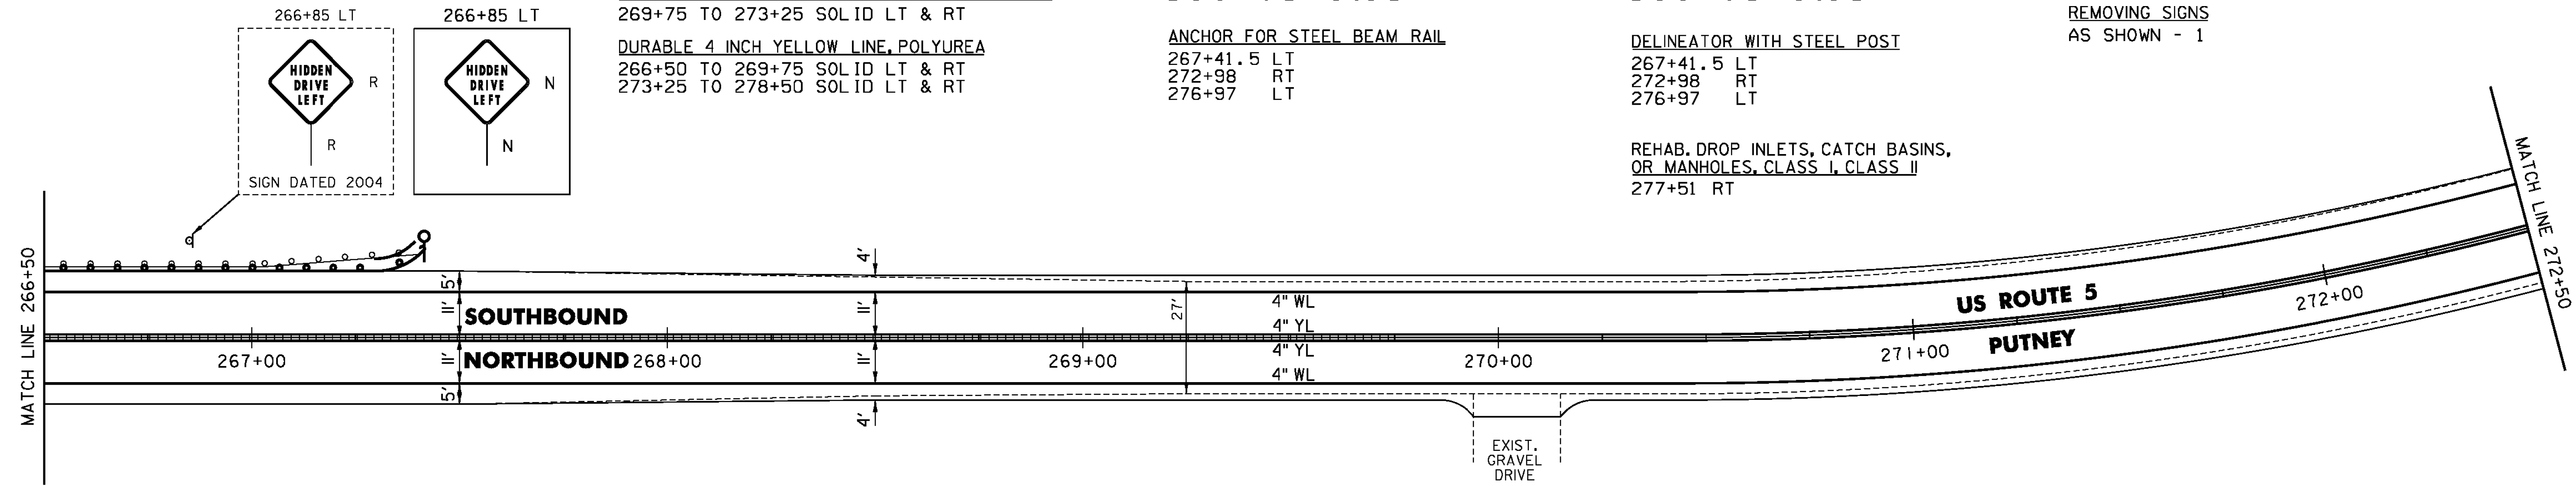 266+85 LT
HIDDEN
DRIVE
LEFT
R
R
SIGN DATED 2004
266+85 LT
HIDDEN
DRIVE
LEFT
N
N
269+75 TO 273+25 SOLID LT & RT
DURABLE 4 INCH YELLOW LINE, POLYUREA
266+50 TO 269+75 SOLID LT & RT
273+25 TO 278+50 SOLID LT & RT
ANCHOR FOR STEEL BEAM RAIL
267+41.5 LT
272+98 RT
276+97 LT
DELINEATOR WITH STEEL POST
267+41.5 LT
272+98 RT
276+97 LT
REHAB. DROP INLETS, CATCH BASINS,
OR MANHOLES, CLASS I, CLASS II
277+51 RT
REMOVING SIGNS
AS SHOWN - 1
MATCH LINE 266+50
5'
11'
11'
5'
SOUTHBOUND
NORTHBOUND
267+00
268+00
4'
11'
11'
4'
269+00
27'
4" WL
4" YL
4" YL
4" WL
270+00
EXIST.
GRAVEL
DRIVE
271+00
US ROUTE 5
PUTNEY
272+00
MATCH LINE 272+50